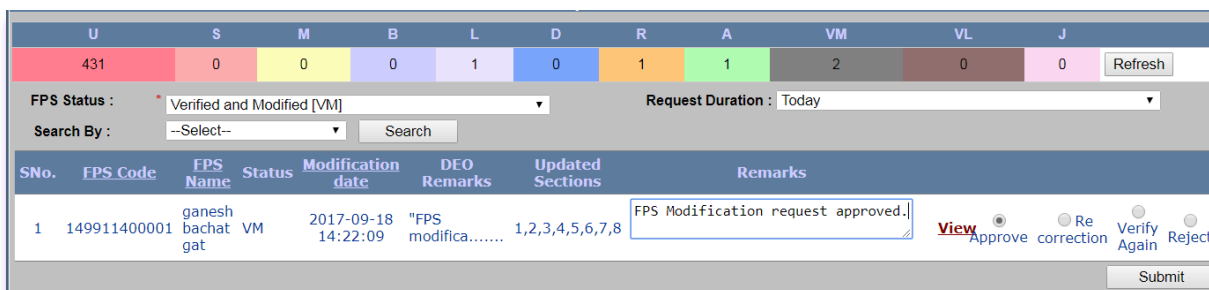 U S M B L D R A VM VL J
431 0 0 0 1 0 1 1 2 0 0 Refresh
FPS Status : * Verified and Modified [VM] Request Duration : Today
Search By : --Select-- Search
SNo. FPS Code FPS Name Status Modification date DEO Remarks Updated Sections Remarks
1 149911400001 ganesh bachat gat VM 2017-09-18 14:22:09 "FPS modifica....... 1,2,3,4,5,6,7,8 FPS Modification request approved. View Approve Re correction Verify Again Reject
Submit